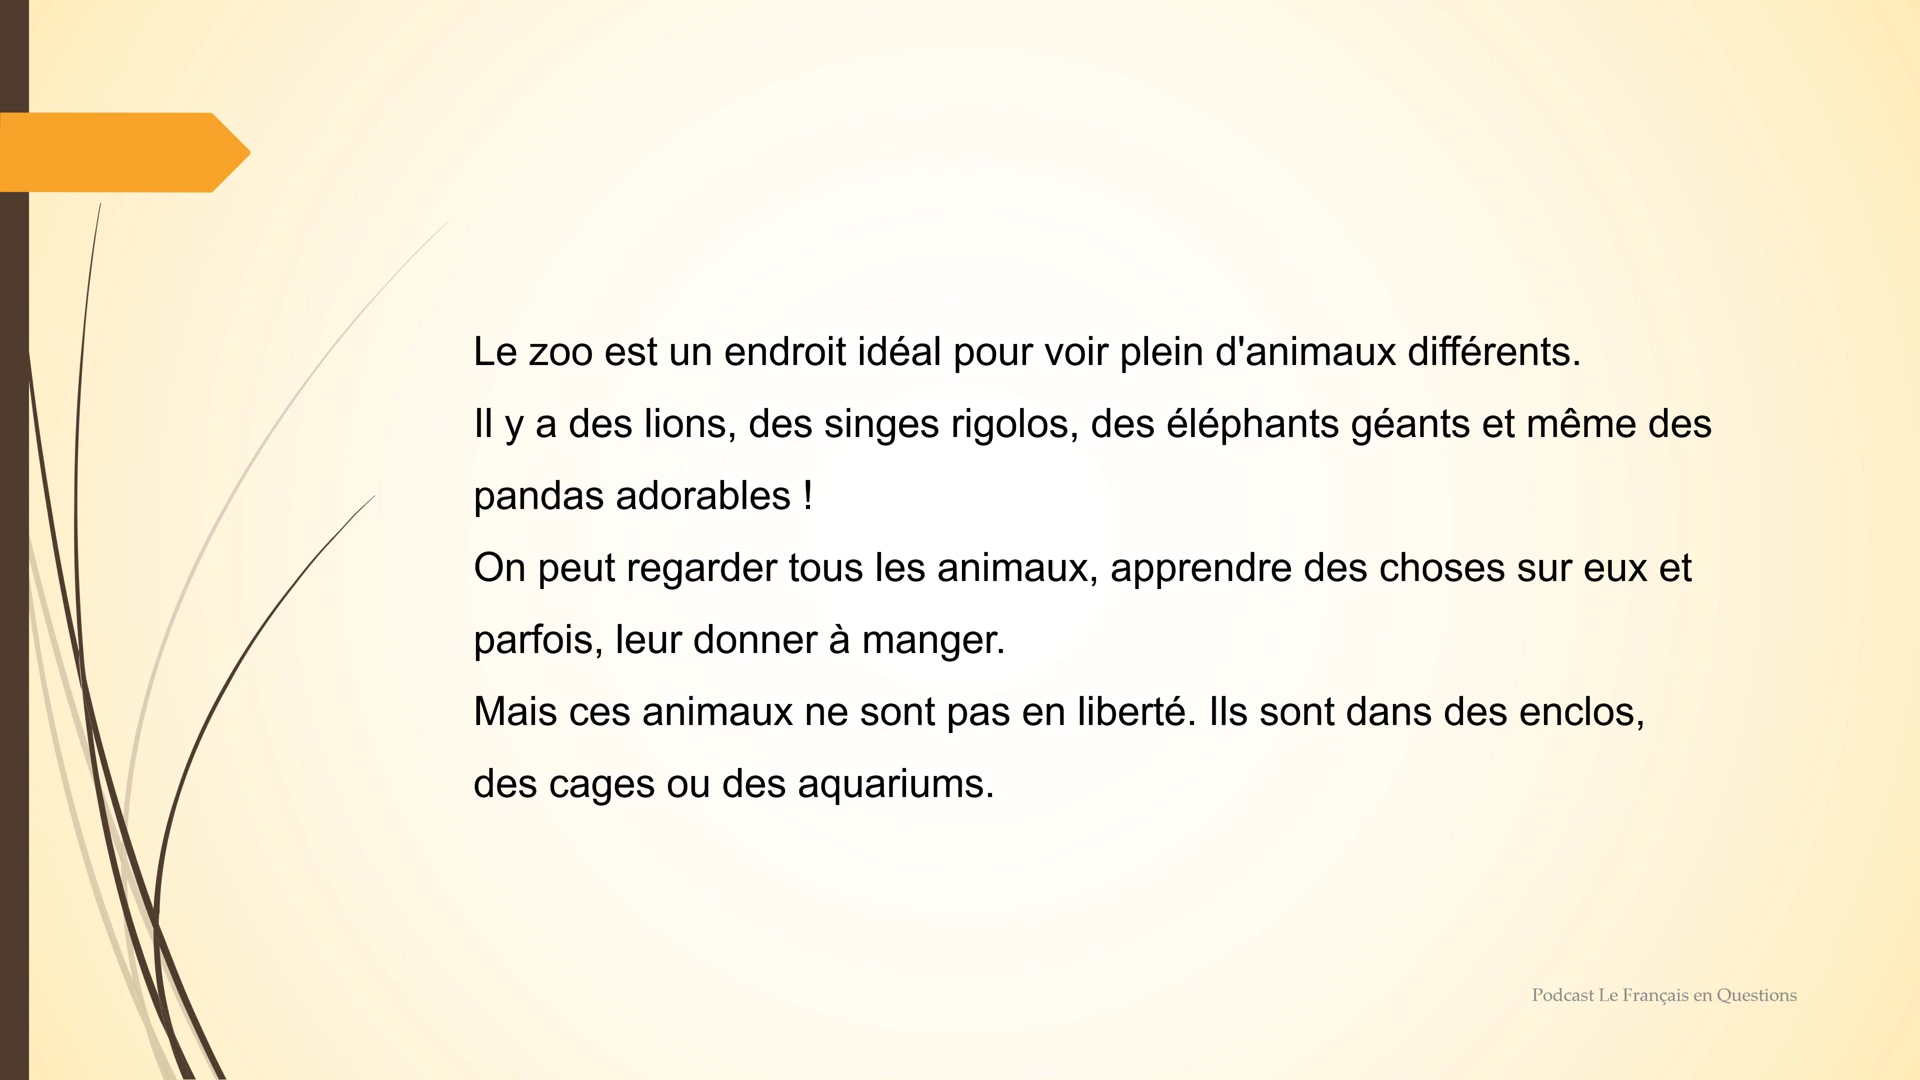 Le zoo est un endroit idéal pour voir plein d'animaux différents.
Il y a des lions, des singes rigolos, des éléphants géants et même des
pandas adorables !
On peut regarder tous les animaux, apprendre des choses sur eux et
parfois, leur donner à manger.
Mais ces animaux ne sont pas en liberté. Ils sont dans des enclos,
des cages ou des aquariums.
Podcast Le Français en Questions